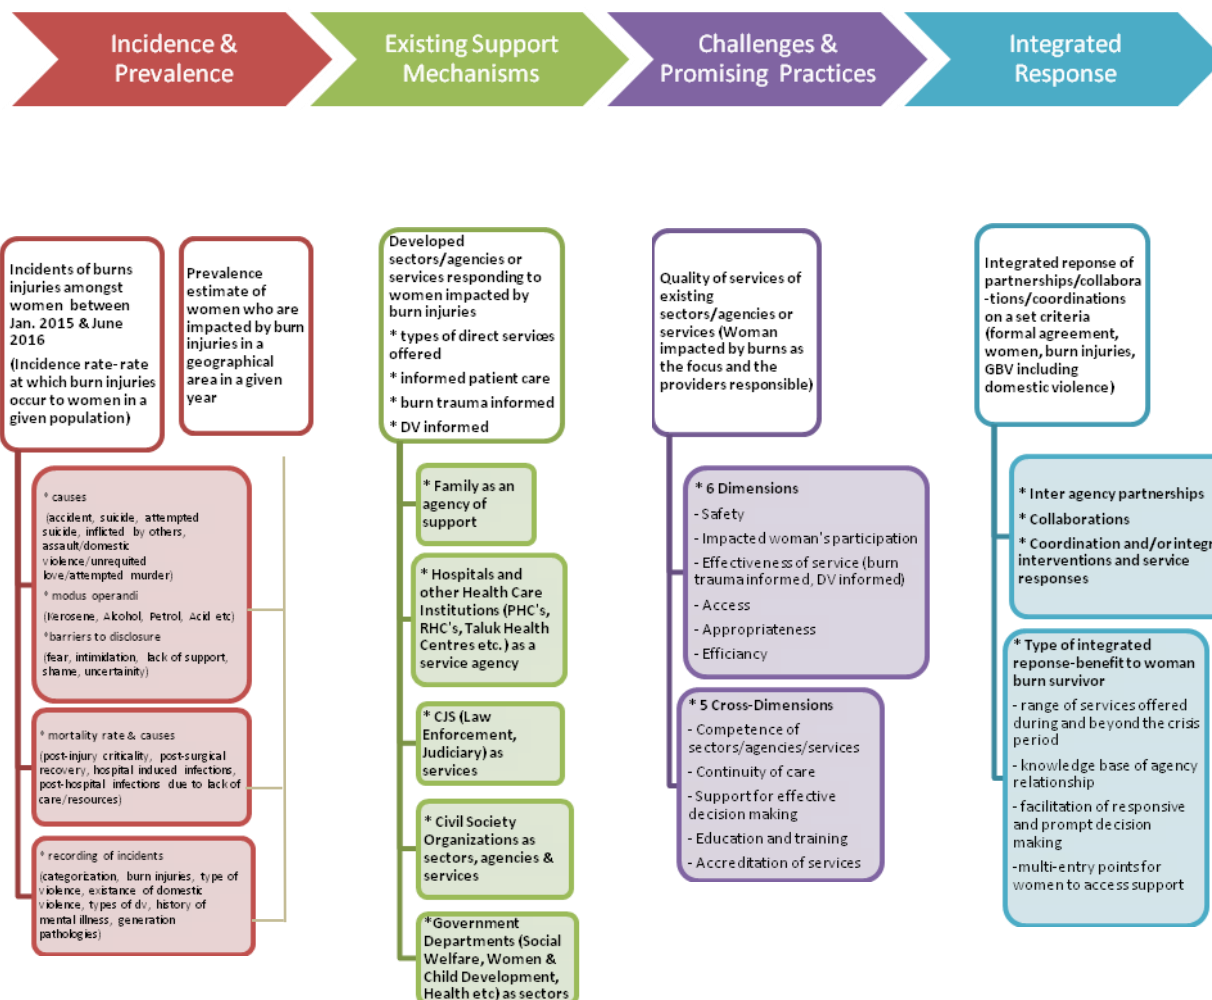 Incidence &
Prevalence
Existing Support
Mechanisms
Challenges &
Promising Practices
Integrated
Response
Incidents of burns
injuries amongst
women between
Jan. 2015 & June
2016
(Incidence rate- rate
at which burn injuries
occur to women in a
given population)
Prevalence
estimate of
women who are
impacted by burn
injuries in a
geographical
area in a given
year
* causes
(accident, suicide, attempted
suicide, inflicted by others,
assault/domestic
violence/unrequited
love/attempted murder)
* modus operandi
(Kerosene, Alcohol, Petrol, Acid etc)
*barriers to disclosure
(fear, intimidation, lack of support,
shame, uncertainity)
* mortality rate & causes
(post-injury criticality, post-surgical
recovery, hospital induced infections,
post-hospital infections due to lack of
care/resources)
* recording of incidents
(categorization, burn injuries, type of
violence, existance of domestic
violence, types of dv, history of
mental illness, generation
pathologies)
Developed
sectors/agencies or
services responding to
women impacted by
burn injuries
* types of direct services
offered
* informed patient care
* burn trauma informed
* DV informed
* Family as an
agency of
support
* Hospitals and
other Health Care
Institutions (PHC's,
RHC's, Taluk Health
Centres etc.) as a
service agency
* CJS (Law
Enforcement,
Judiciary) as
services
* Civil Society
Organizations as
sectors, agencies &
services
*Government
Departments (Social
Welfare, Women &
Child Development,
Health etc) as sectors
Quality of services of
existing
sectors/agencies or
services (Woman
impacted by burns as
the focus and the
providers responsible)
* 6 Dimensions
- Safety
- Impacted woman's participation
- Effectiveness of service (burn
trauma informed, DV informed)
- Access
- Appropriateness
- Efficiancy
* 5 Cross-Dimensions
- Competence of
sectors/agencies/services
- Continuity of care
- Support for effective
decision making
- Education and training
- Accreditation of services
Integrated reponse of
partnerships/collabora
-tions/coordinations
on a set criteria
(formal agreement,
women, burn injuries,
GBV including
domestic violence)
* Inter agency partnerships
* Collaborations
* Coordination and/or integr
interventions and service
responses
* Type of integrated
reponse-benefit to woman
burn survivor
- range of services offered
during and beyond the crisis
period
- knowledge base of agency
relationship
- facilitation of responsive
and prompt decision
making
-multi-entry points for
women to access support